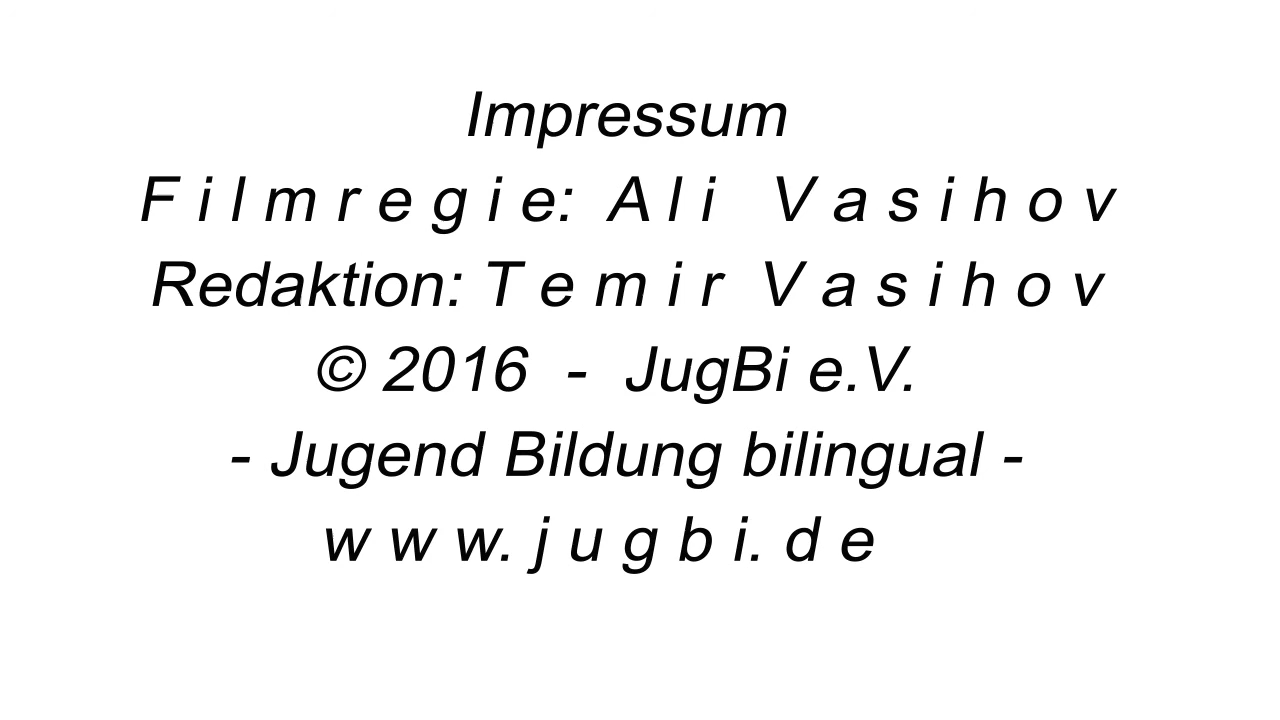 Impressum
F i l m r e g i e: A l i V a s i h o v
Redaktion: T e m i r V a s i h o v
© 2016 - JugBi e.V.
- Jugend Bildung bilingual -
w w w. j u g b i. d e